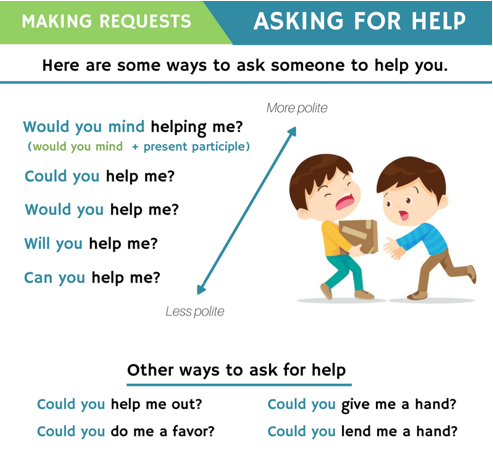 MAKING REQUESTS
ASKING FOR HELP
Here are some ways to ask someone to help you.
More polite
Would you mind helping me?
(would you mind + present participle)
Could you help me?
Would you help me?
Will you help me?
Can you help me?
Less polite
Other ways to ask for help
Could you help me out?
Could you give me a hand?
Could you do me a favor?
Could you lend me a hand?